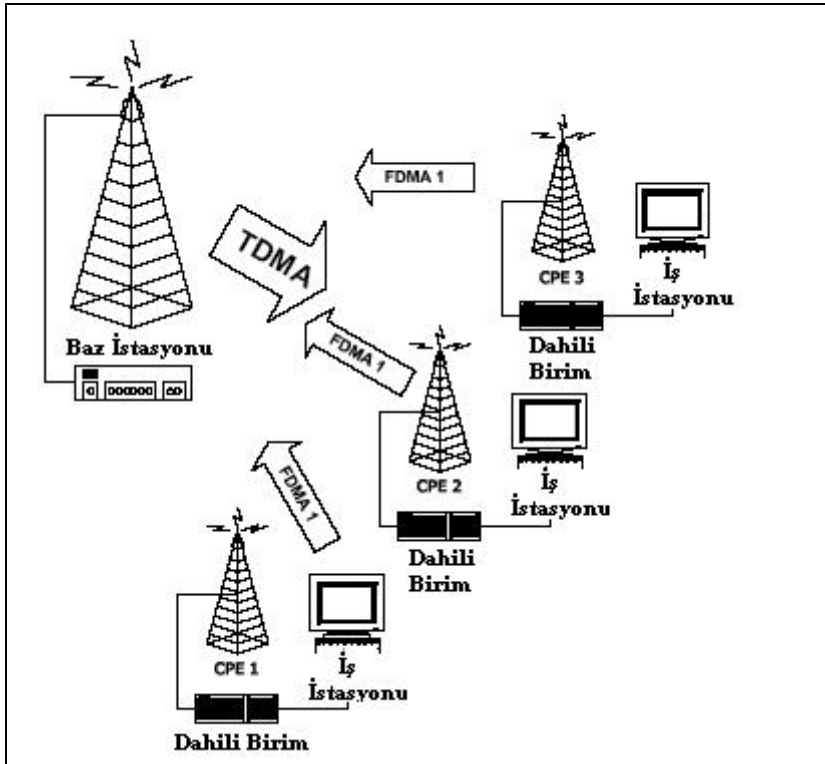 FDMA 1
TDMA
CPE 3
İş
İstasyonu
Baz İstasyonu
Dahili
Birim
FDMA 1
CPE 2
İş
İstasyonu
Dahili
Birim
FDMA 1
CPE 1
İş
İstasyonu
Dahili Birim